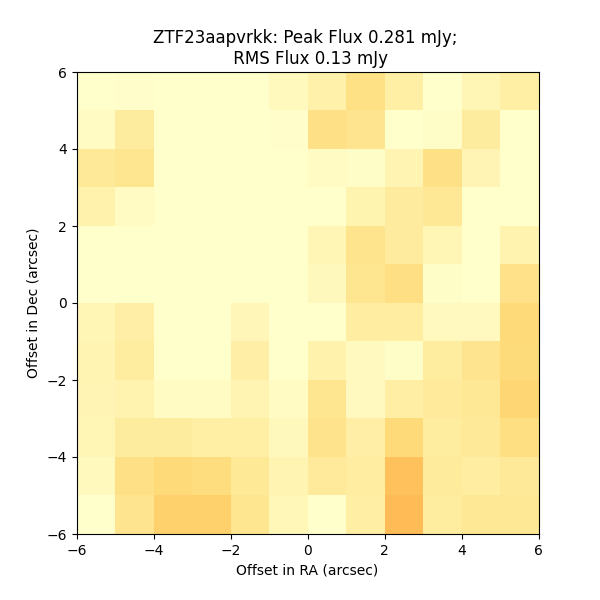 ZTF23aapvrkk: Peak Flux 0.281 mJy;
RMS Flux 0.13 mJy
6
4
2
0
−2
−4
−6
Offset in Dec (arcsec)
−6 −4 −2 0 2 4 6
Offset in RA (arcsec)